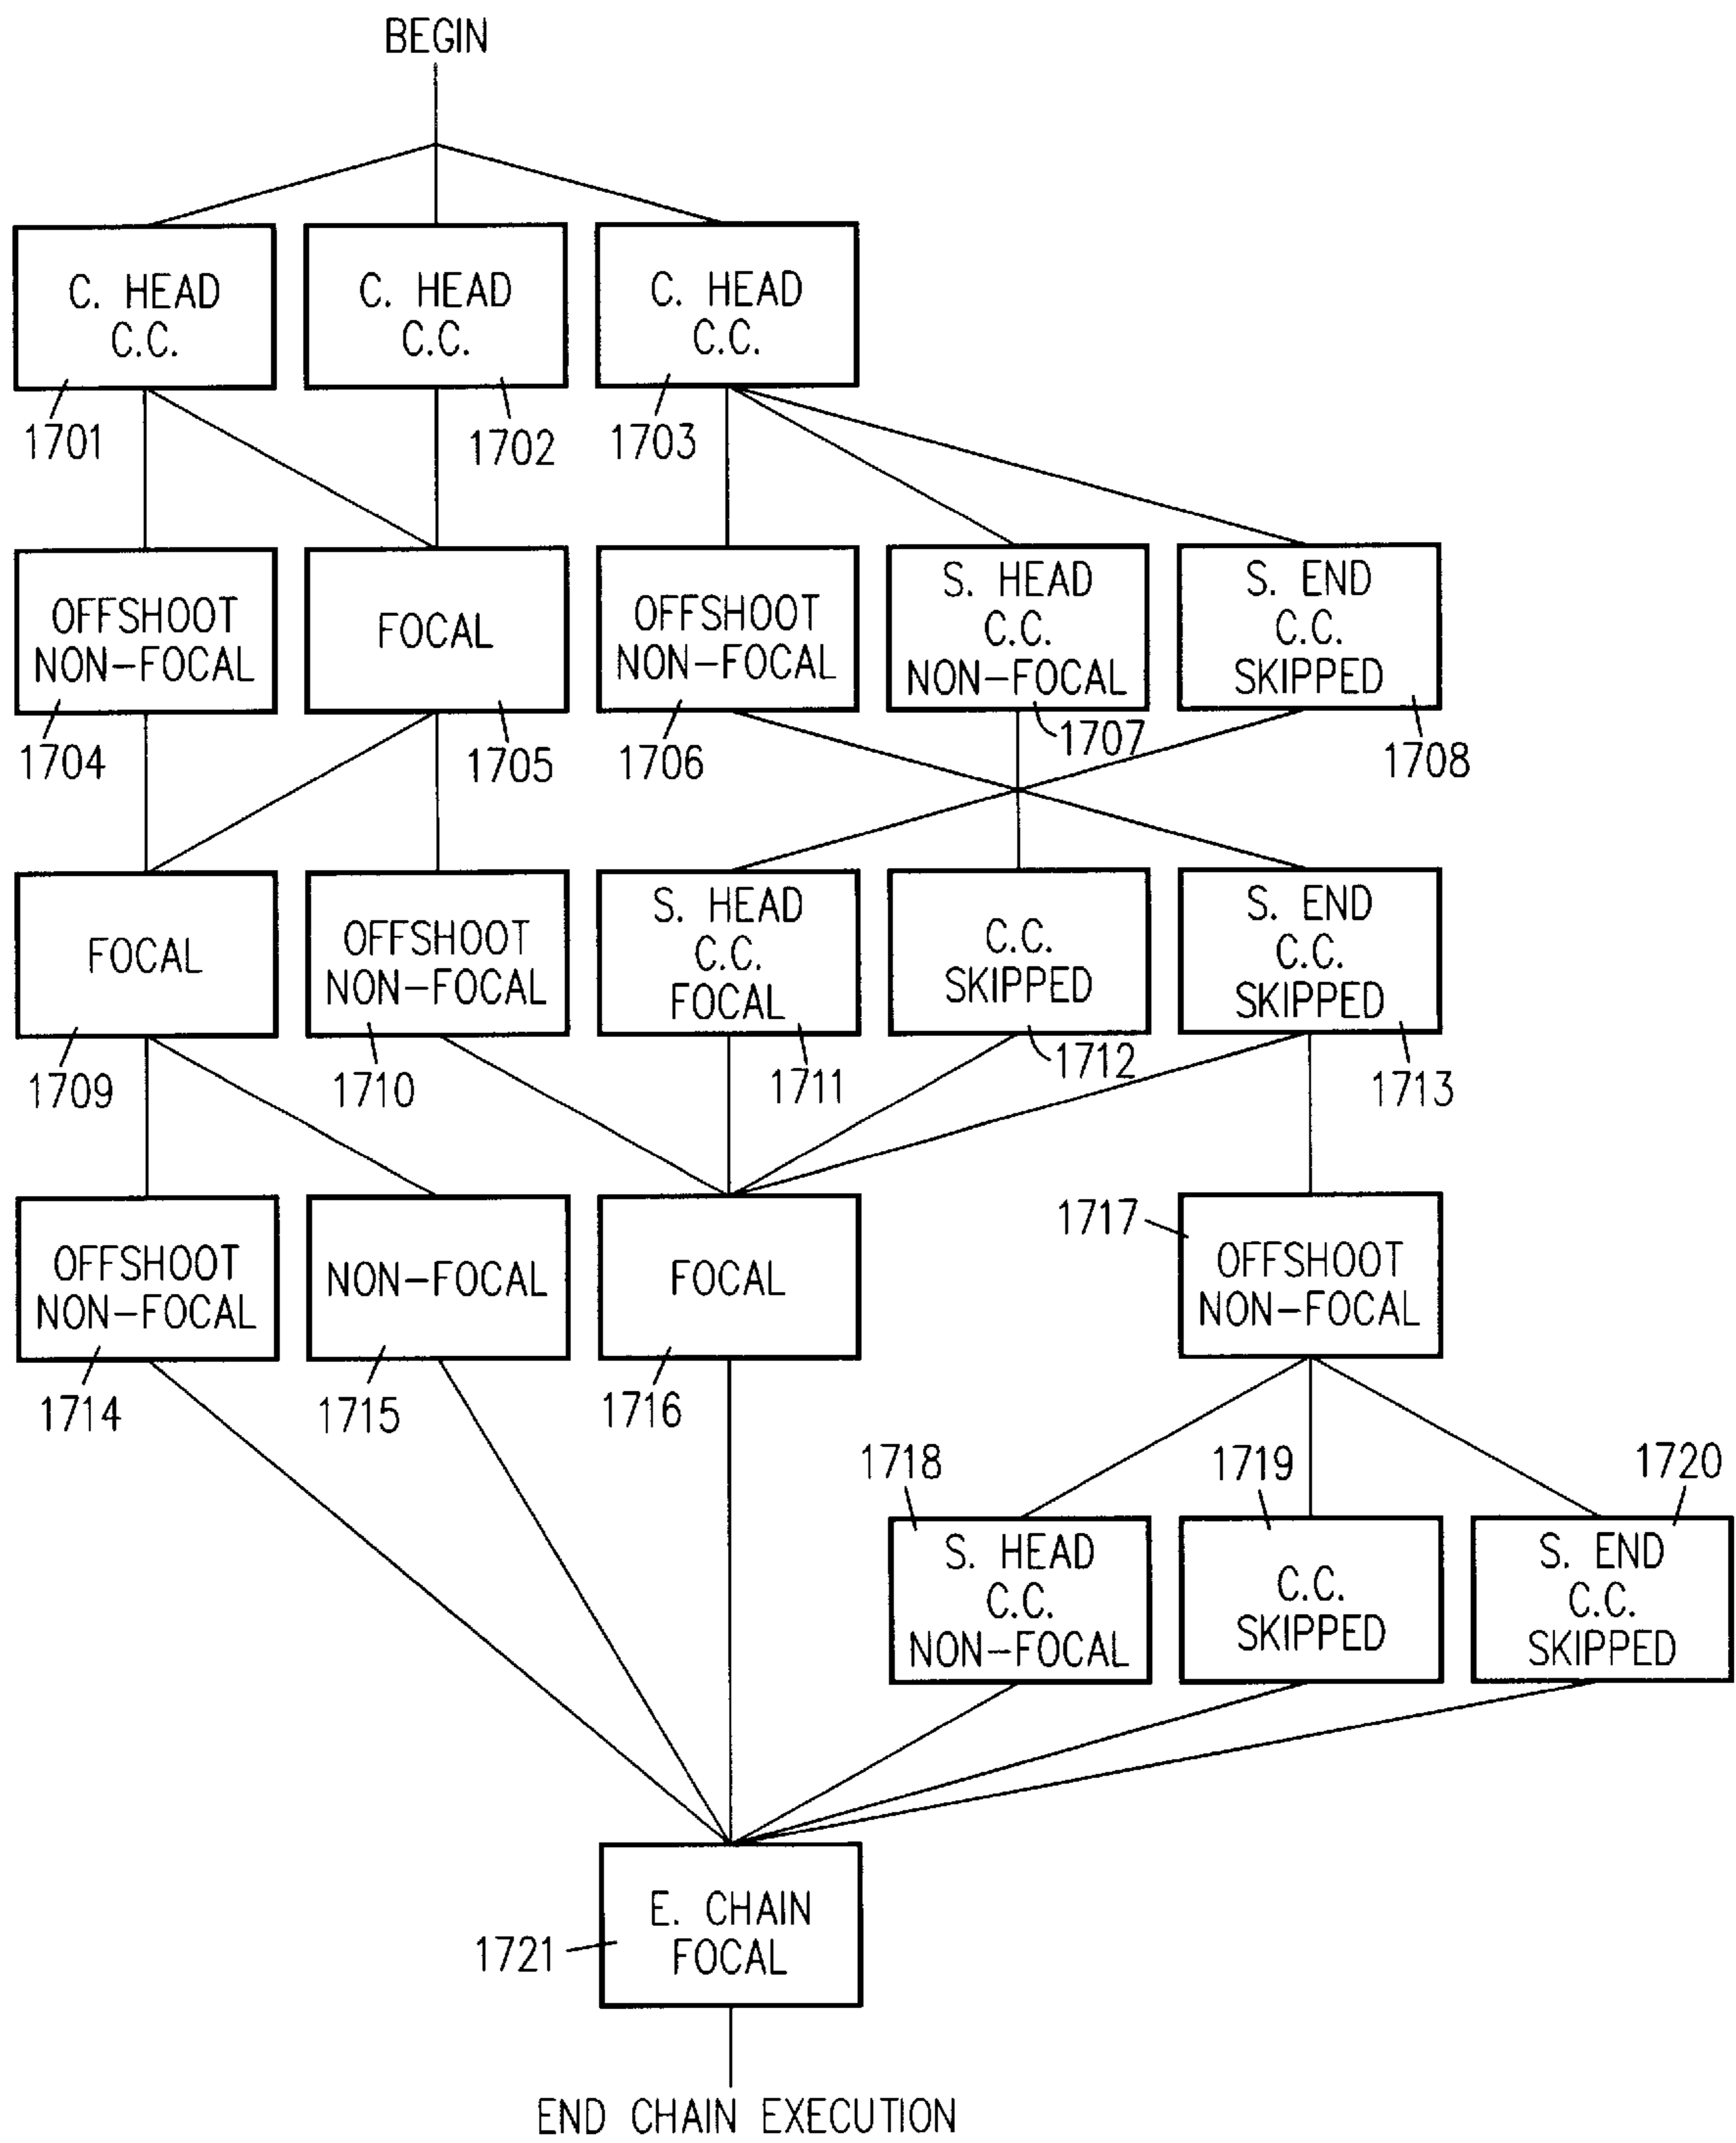 BEGIN
C. HEAD
C.C.
1701
C. HEAD
C.C.
1702
C. HEAD
C.C.
1703
OFFSHOOT
NON-FOCAL
1704
FOCAL
1705
OFFSHOOT
NON-FOCAL
1706
S. HEAD
C.C.
NON-FOCAL
1707
S. END
C.C.
SKIPPED
1708
FOCAL
1709
OFFSHOOT
NON-FOCAL
1710
S. HEAD
C.C.
FOCAL
1711
C.C.
SKIPPED
1712
S. END
C.C.
SKIPPED
1713
OFFSHOOT
NON-FOCAL
1714
NON-FOCAL
1715
FOCAL
1716
1717
OFFSHOOT
NON-FOCAL
1718
S. HEAD
C.C.
NON-FOCAL
1719
C.C.
SKIPPED
1720
S. END
C.C.
SKIPPED
E. CHAIN
FOCAL
1721
END CHAIN EXECUTION